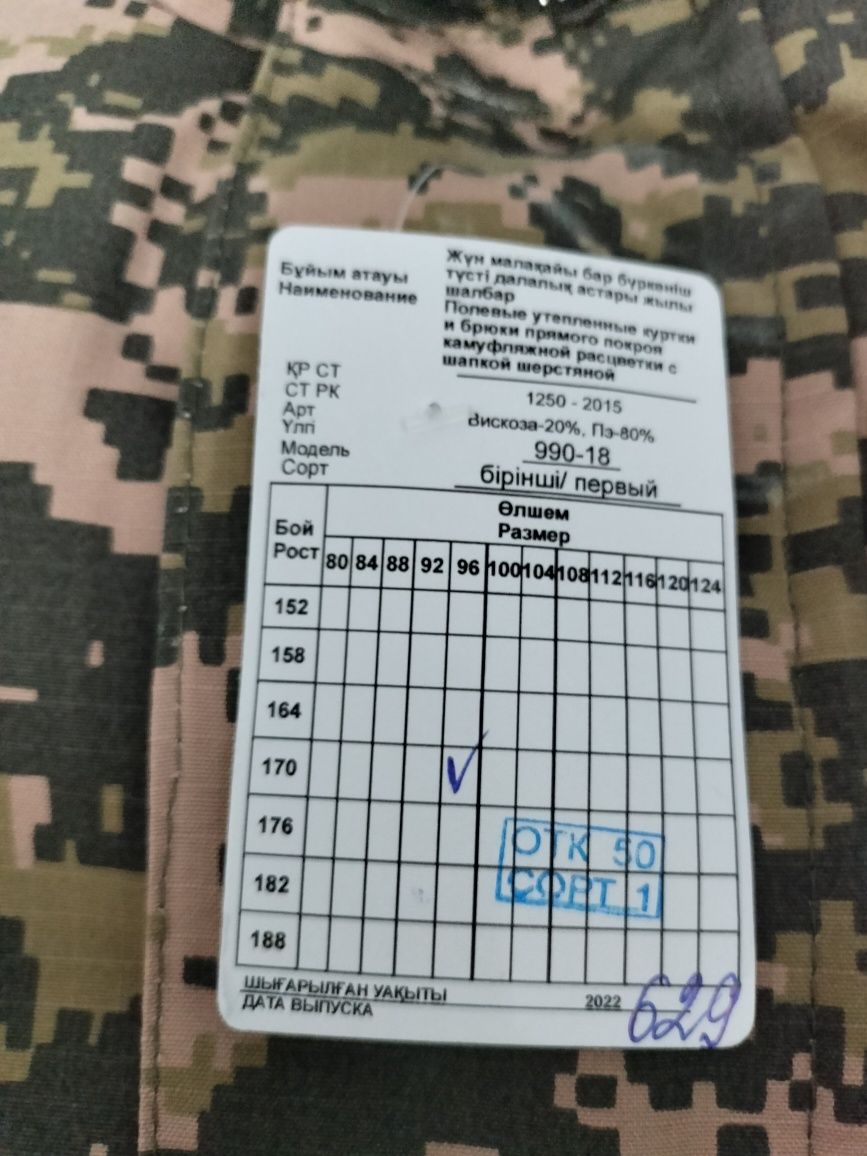 Бұйым атауы
Наименование
Жүн малақайы бар бүркеніш
түсті далалық астары жылы
шалбар
Полевые утепленные куртки
и брюки прямого покроя
камуфляжной расцветки с
шапкой шерстяной
ҚР СТ
СТ РК 1250 - 2015
Арт Вискоза-20%, Пэ-80%
Үлгі
Модель 990-18
Сорт бірінші/ первый
Бой
Рост
Өлшем
Размер
80 84 88 92 96 100 104 108 112 116 120 124
152
158
164
170
176
182
188
ОТК 50
СОРТ 1
ШЫҒАРЫЛҒАН УАҚЫТЫ
ДАТА ВЫПУСКА
2022
629